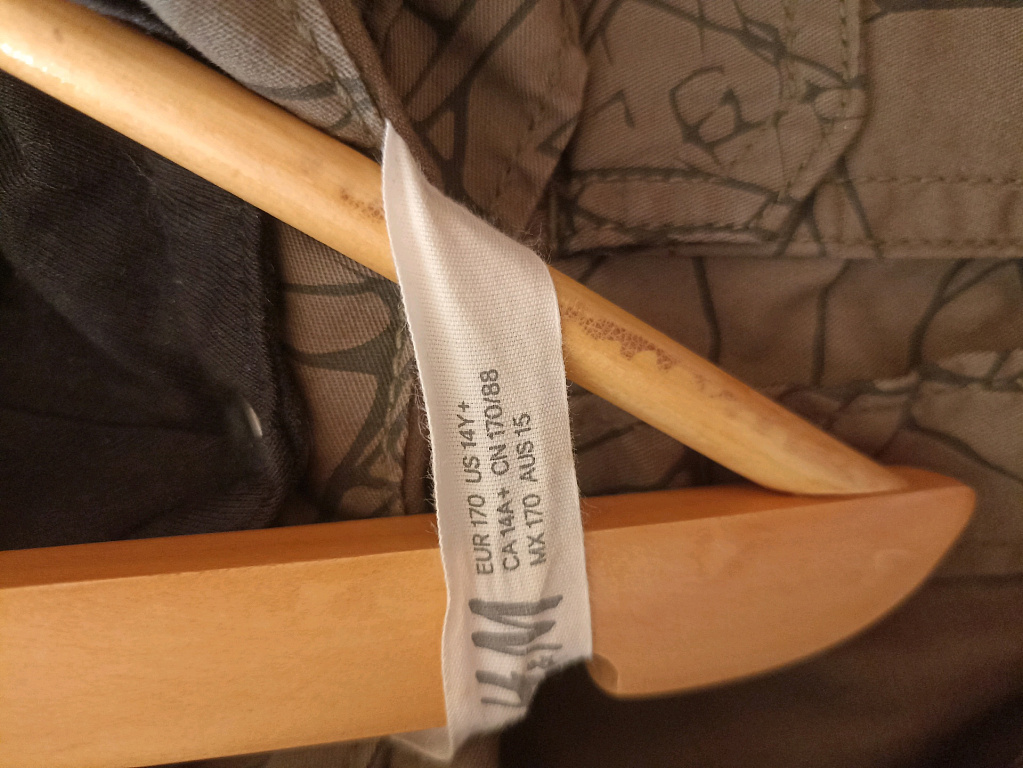 H&M
EUR 170 US 14Y+
CA 14A+ CN 170/88
MX 170 AUS 15